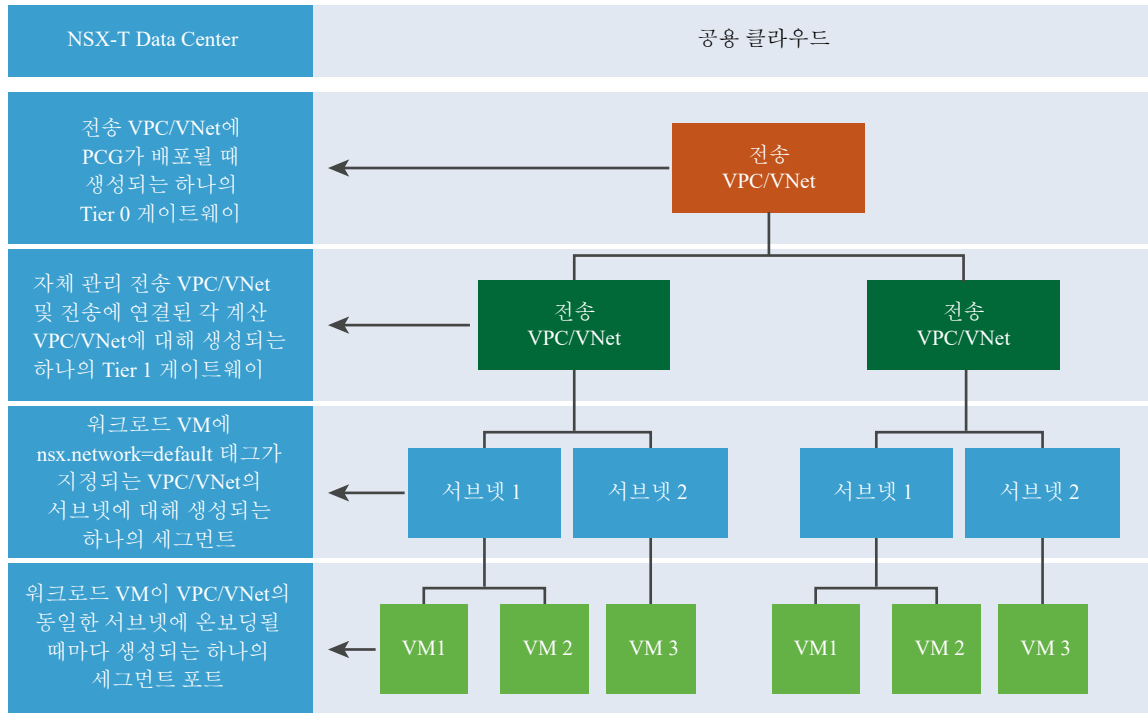 NSX-T Data Center
공용 클라우드
전송 VPC/VNet에
PCG가 배포될 때
생성되는 하나의
Tier 0 게이트웨이
전송
VPC/VNet
자체 관리 전송 VPC/VNet
및 전송에 연결된 각 계산
VPC/VNet에 대해 생성되는
하나의 Tier 1 게이트웨이
전송
VPC/VNet
전송
VPC/VNet
워크로드 VM에
nsx.network=default 태그가
지정되는 VPC/VNet의
서브넷에 대해 생성되는
하나의 세그먼트
서브넷 1
서브넷 2
서브넷 1
서브넷 2
워크로드 VM이 VPC/VNet의
동일한 서브넷에 온보딩될
때마다 생성되는 하나의
세그먼트 포트
VM1
VM 2
VM 3
VM1
VM 2
VM 3